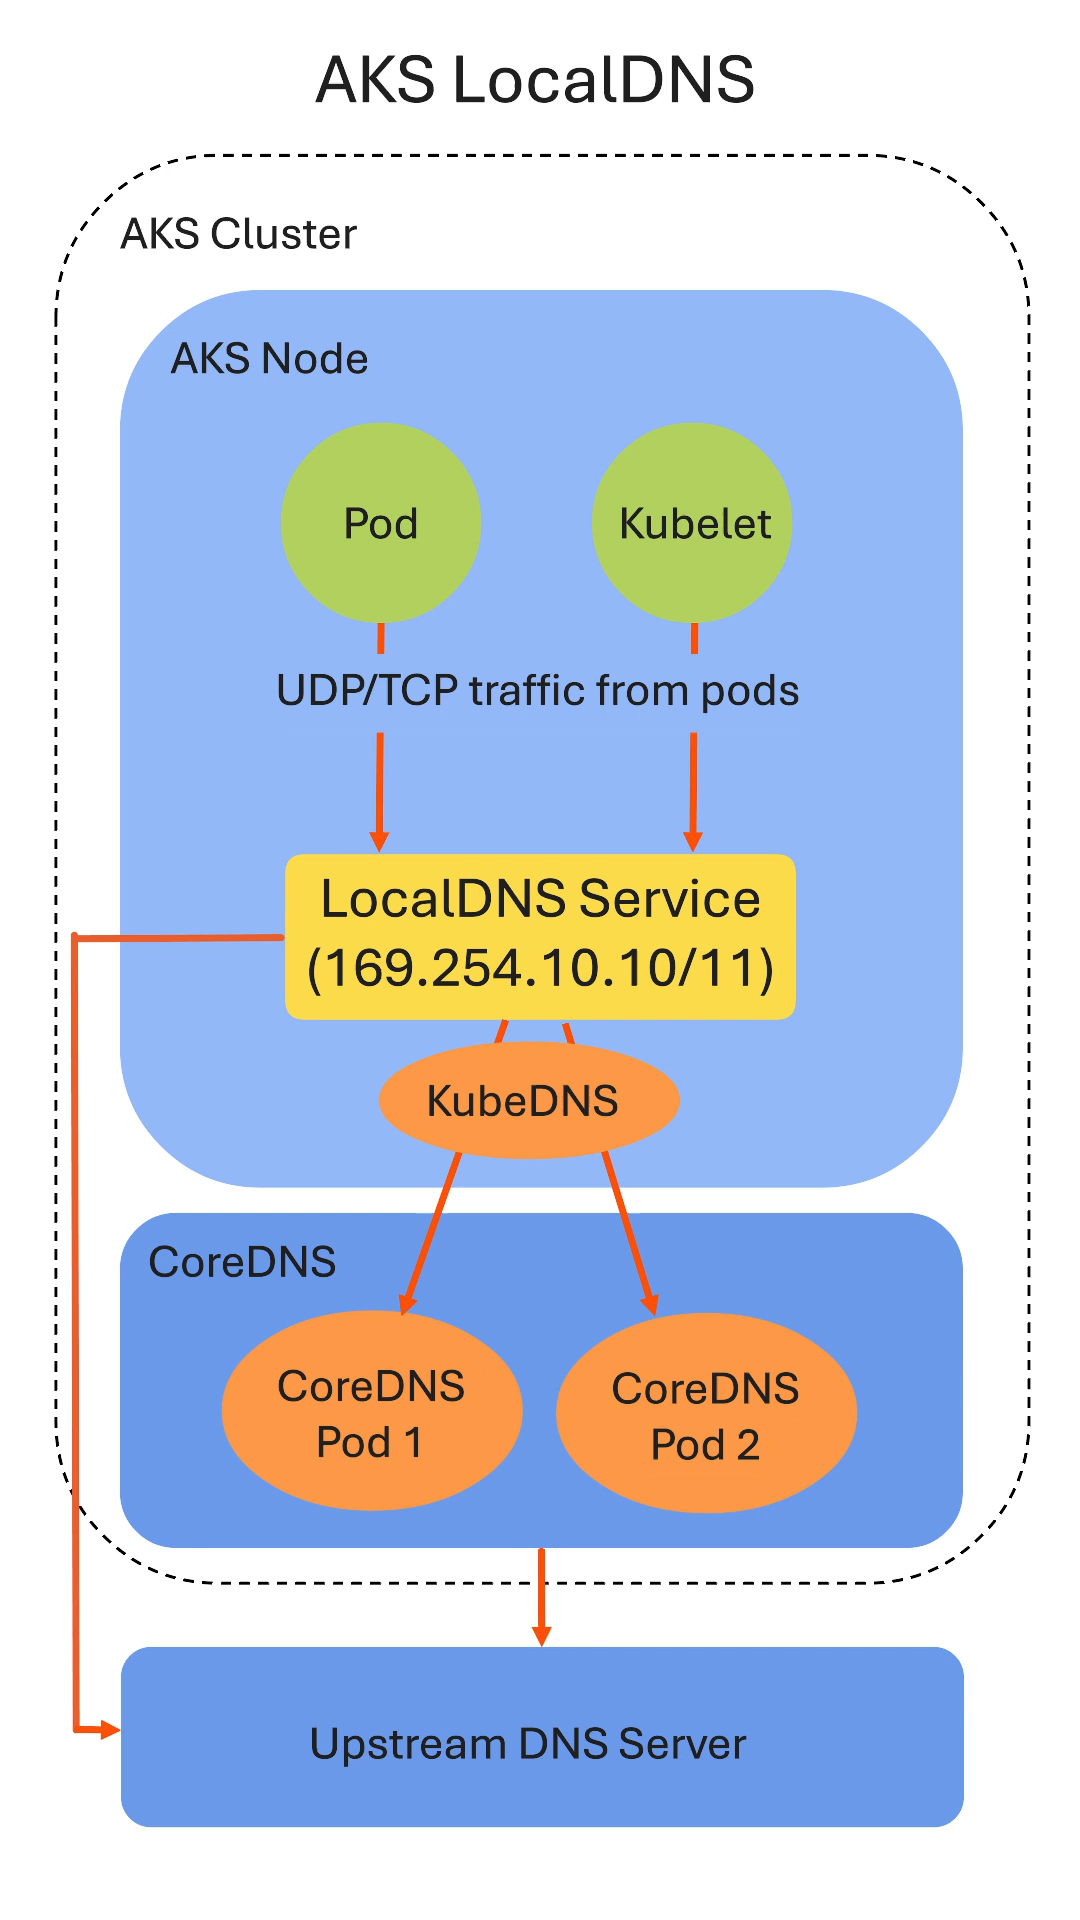 AKS LocalDNS
AKS Cluster
AKS Node
Pod
Kubelet
UDP/TCP traffic from pods
LocalDNS Service
(169.254.10.10/11)
KubeDNS
CoreDNS
CoreDNS
Pod 1
CoreDNS
Pod 2
Upstream DNS Server